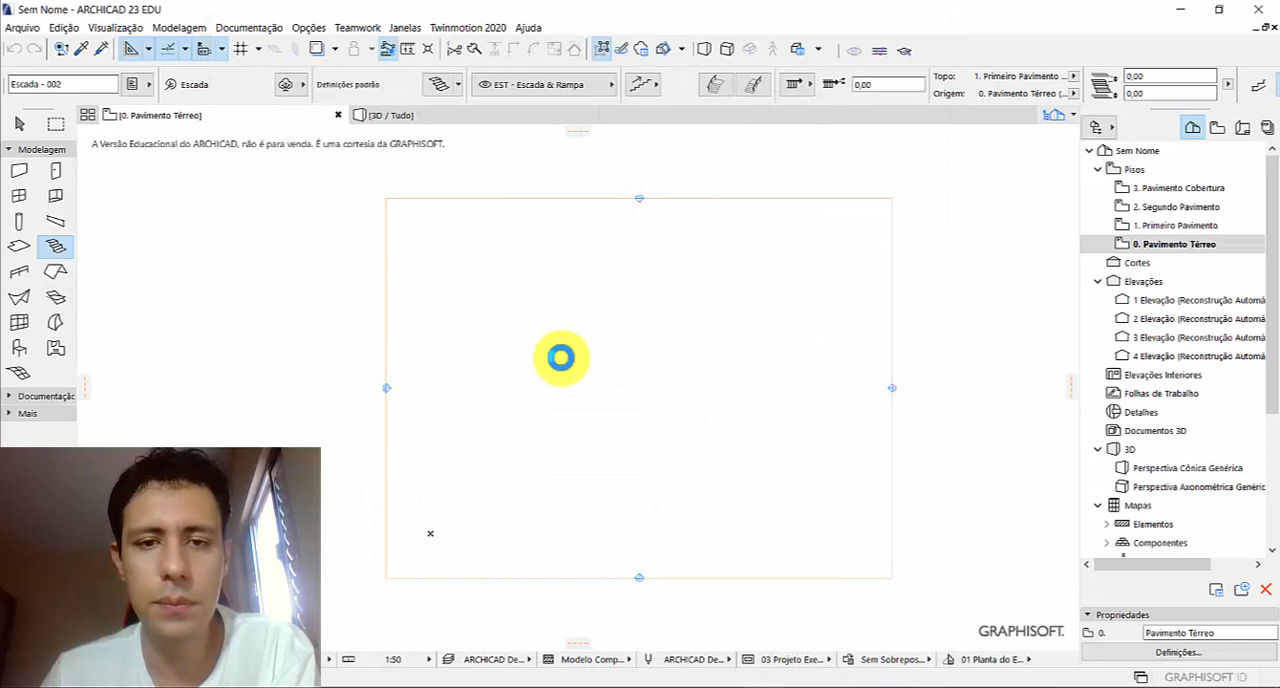 Sem Nome - ARCHICAD 23 EDU
Arquivo Edição Visualização Modelagem Documentação Opções Teamwork Janelas Twinmotion 2020 Ajuda
Escada - 002
Escada
Definições padrão
EST - Escada & Rampa
0,00
Topo: 1. Primeiro Pavimento ...
Origem: 0. Pavimento Térreo (...
0,00
0,00
[0. Pavimento Térreo]
[3D / Tudo]
A Versão Educacional do ARCHICAD, não é para venda. É uma cortesia da GRAPHISOFT.
Modelagem
Documentação
Mais
Sem Nome
Pisos
3. Pavimento Cobertura
2. Segundo Pavimento
1. Primeiro Pavimento
0. Pavimento Térreo
Cortes
Elevações
1 Elevação (Reconstrução Automá
2 Elevação (Reconstrução Automá
3 Elevação (Reconstrução Automá
4 Elevação (Reconstrução Automá
Elevações Interiores
Folhas de Trabalho
Detalhes
Documentos 3D
3D
Perspectiva Cônica Genérica
Perspectiva Axonométrica Genéric
Mapas
Elementos
Componentes
Propriedades
0. Pavimento Térreo
Definições...
GRAPHISOFT.
1:50
ARCHICAD De...
Modelo Comp...
ARCHICAD De...
03 Projeto Exe...
Sem Sobrepos...
01 Planta do E...
GRAPHISOFT ID